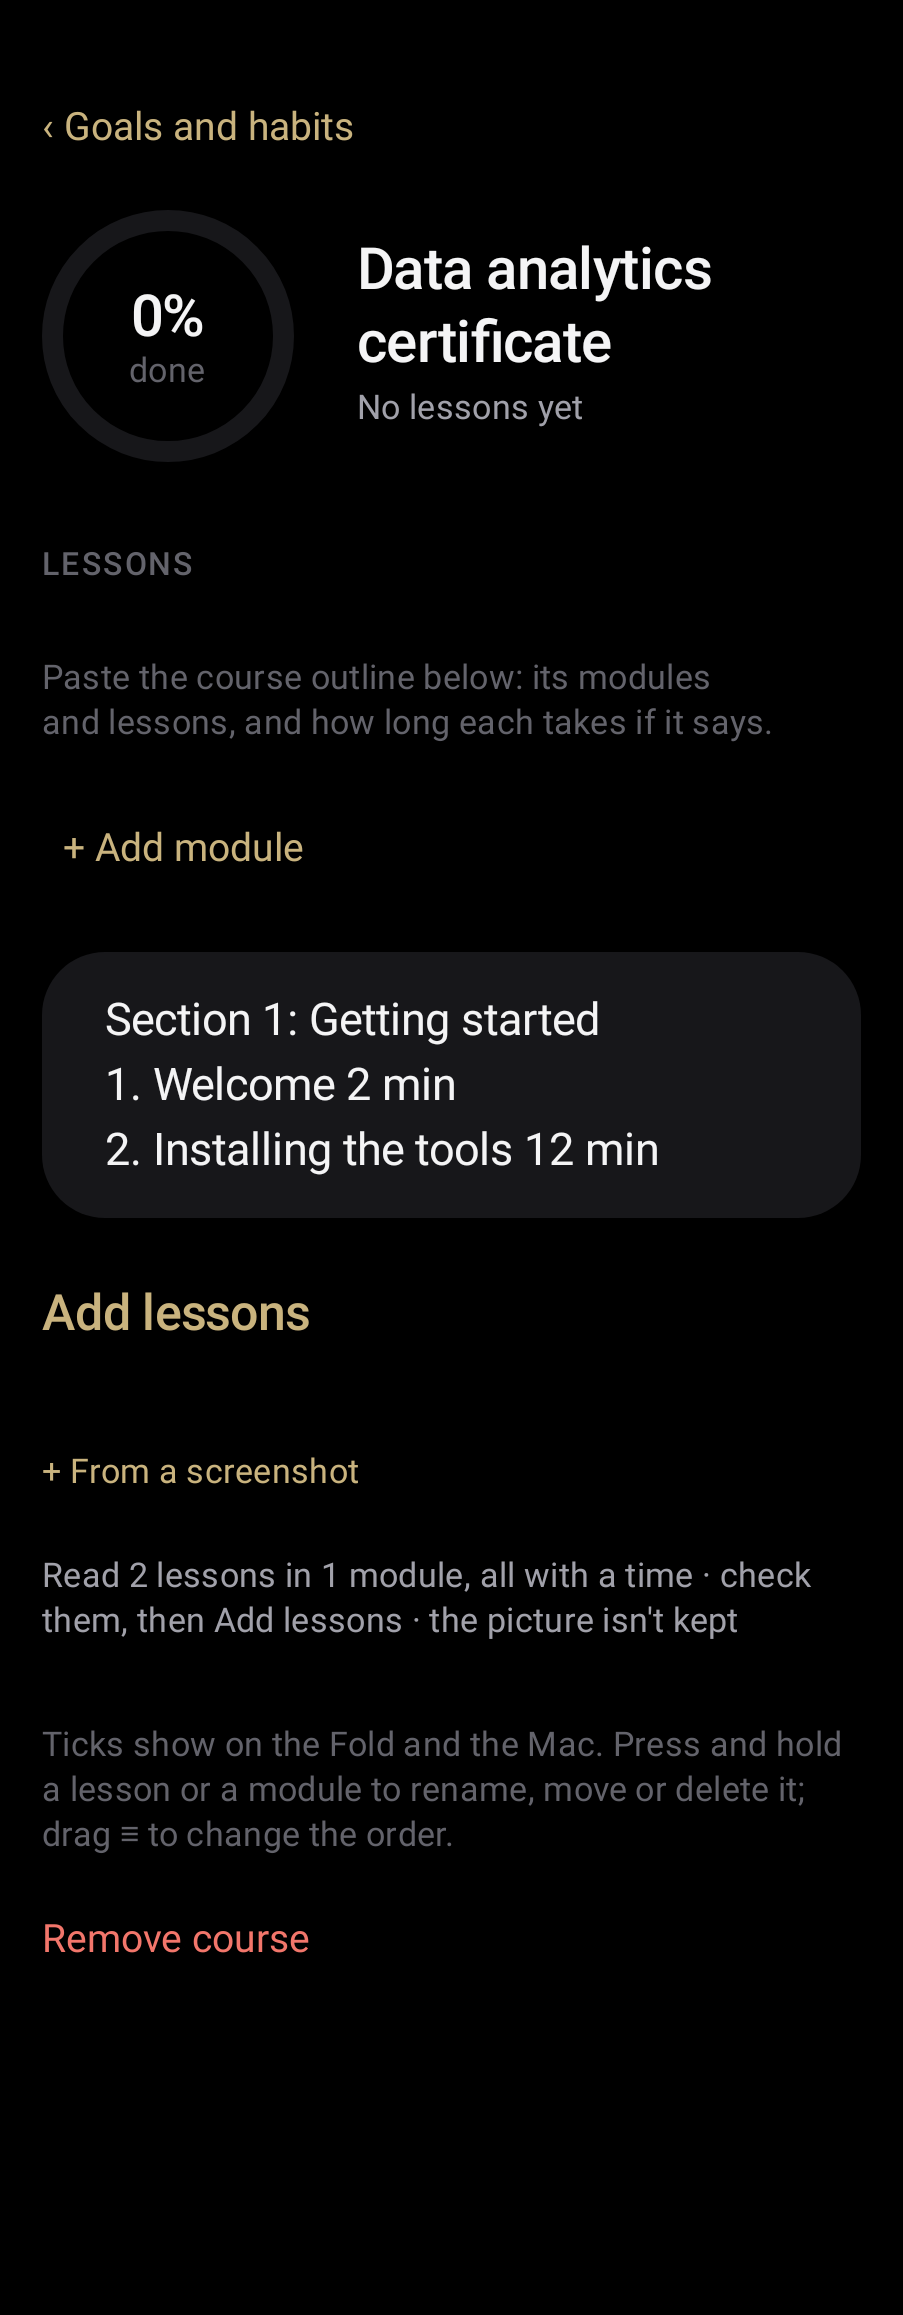 ‹ Goals and habits
0%
done
Data analytics
certificate
No lessons yet
LESSONS
Paste the course outline below: its modules
and lessons, and how long each takes if it says.
+ Add module
Section 1: Getting started
1. Welcome 2 min
2. Installing the tools 12 min
Add lessons
+ From a screenshot
Read 2 lessons in 1 module, all with a time · check
them, then Add lessons · the picture isn't kept
Ticks show on the Fold and the Mac. Press and hold
a lesson or a module to rename, move or delete it;
drag ≡ to change the order.
Remove course